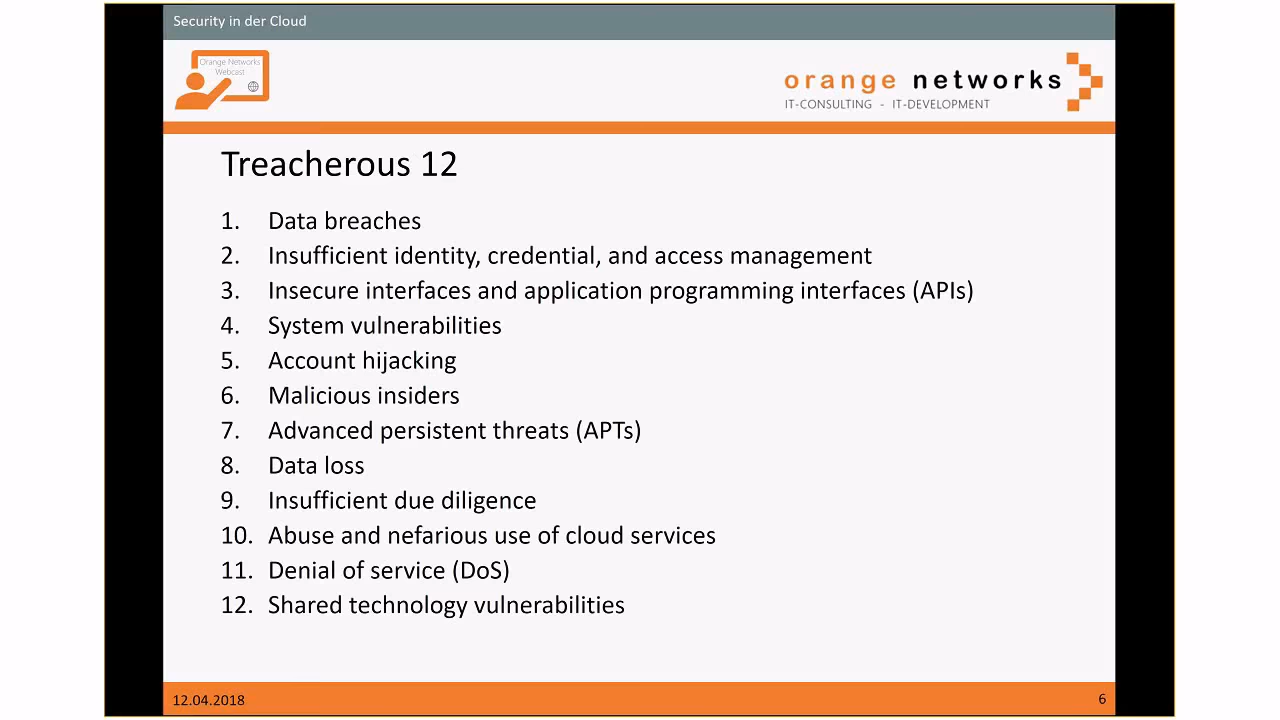 Security in der Cloud
Orange Networks
Webcast
orange networks
IT-CONSULTING - IT-DEVELOPMENT
Treacherous 12
1. Data breaches
2. Insufficient identity, credential, and access management
3. Insecure interfaces and application programming interfaces (APIs)
4. System vulnerabilities
5. Account hijacking
6. Malicious insiders
7. Advanced persistent threats (APTs)
8. Data loss
9. Insufficient due diligence
10. Abuse and nefarious use of cloud services
11. Denial of service (DoS)
12. Shared technology vulnerabilities
12.04.2018
6